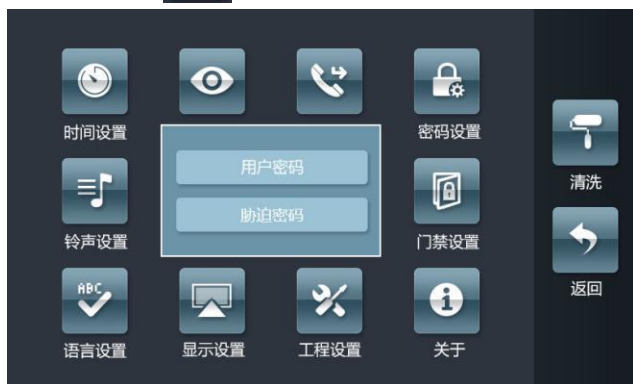 时间设置
密码设置
用户密码
胁迫密码
清洗
铃声设置
门禁设置
ABC
语言设置
显示设置
工程设置
关于
返回